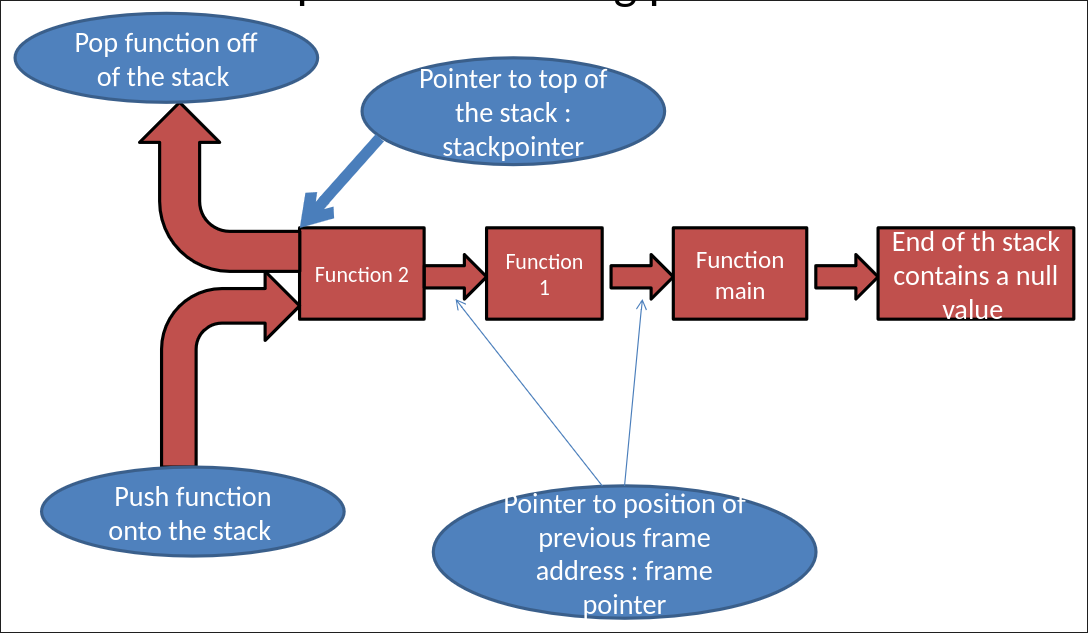 Pop function off
of the stack
Pointer to top of
the stack :
stackpointer
Function 2
Function
1
Function
main
End of th stack
contains a null
value
Push function
onto the stack
Pointer to position of
previous frame
address : frame
pointer